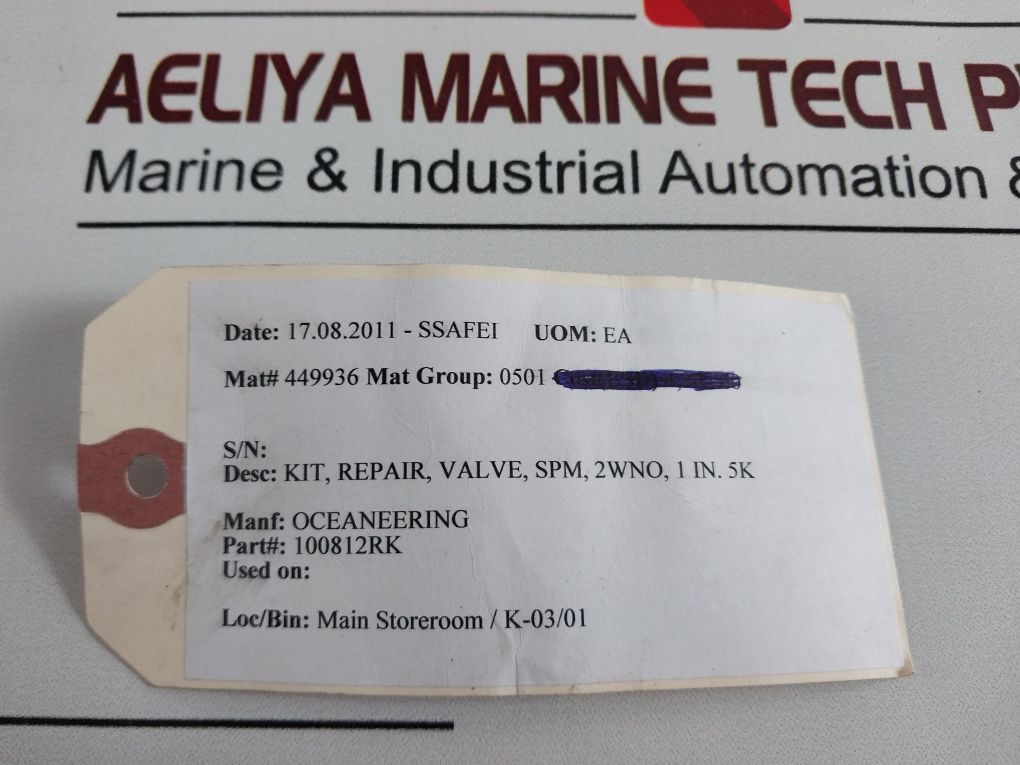 AELIYA MARINE TECH
Marine & Industrial Automation &
Date: 17.08.2011 - SSAFEI UOM: EA
Mat# 449936 Mat Group: 0501
S/N:
Desc: KIT, REPAIR, VALVE, SPM, 2WNO, 1 IN. 5K
Manf: OCEANEERING
Part#: 100812RK
Used on:
Loc/Bin: Main Storeroom / K-03/01